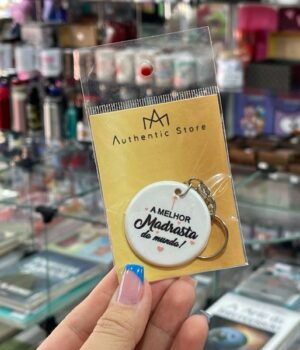 Authentic Store
A MELHOR
Madrasta
do mundo!